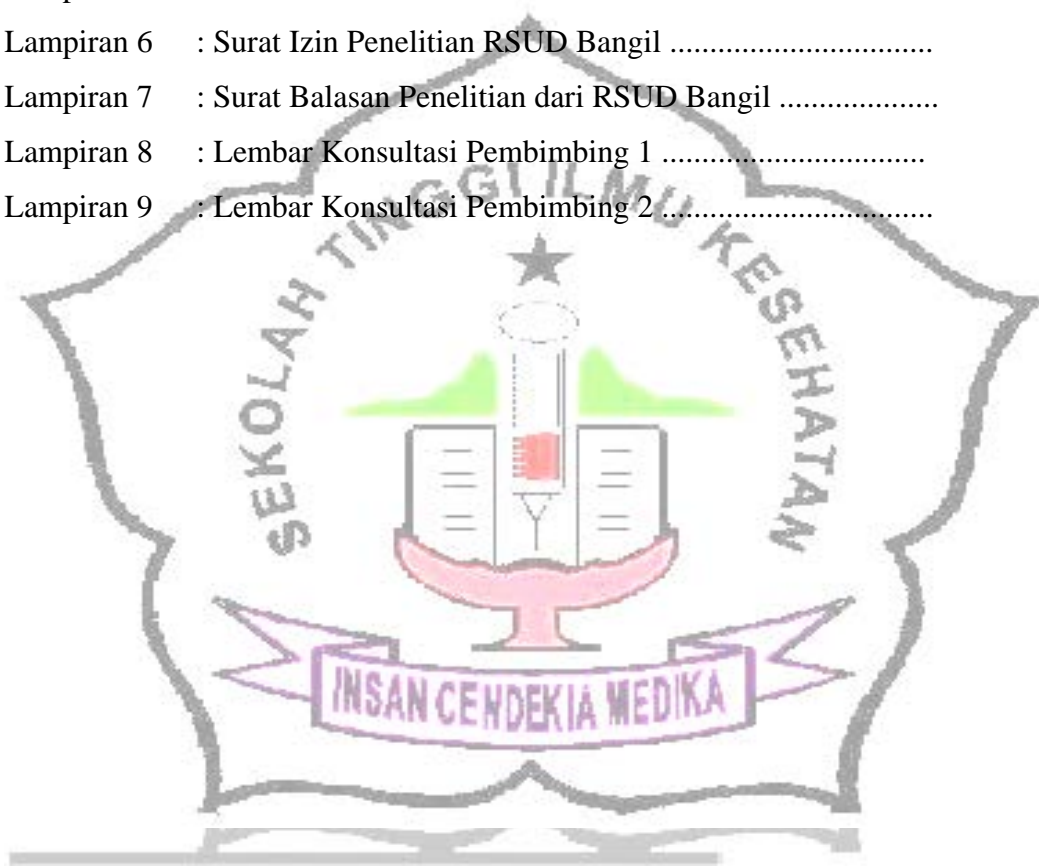 Lampiran 6 : Surat Izin Penelitian RSUD Bangil .................................
Lampiran 7 : Surat Balasan Penelitian dari RSUD Bangil ....................
Lampiran 8 : Lembar Konsultasi Pembimbing 1 .................................
Lampiran 9 : Lembar Konsultasi Pembimbing 2 ..................................
SEKOLAH TINGGI ILMU KESEHATAN
INSAN CENDEKIA MEDIKA